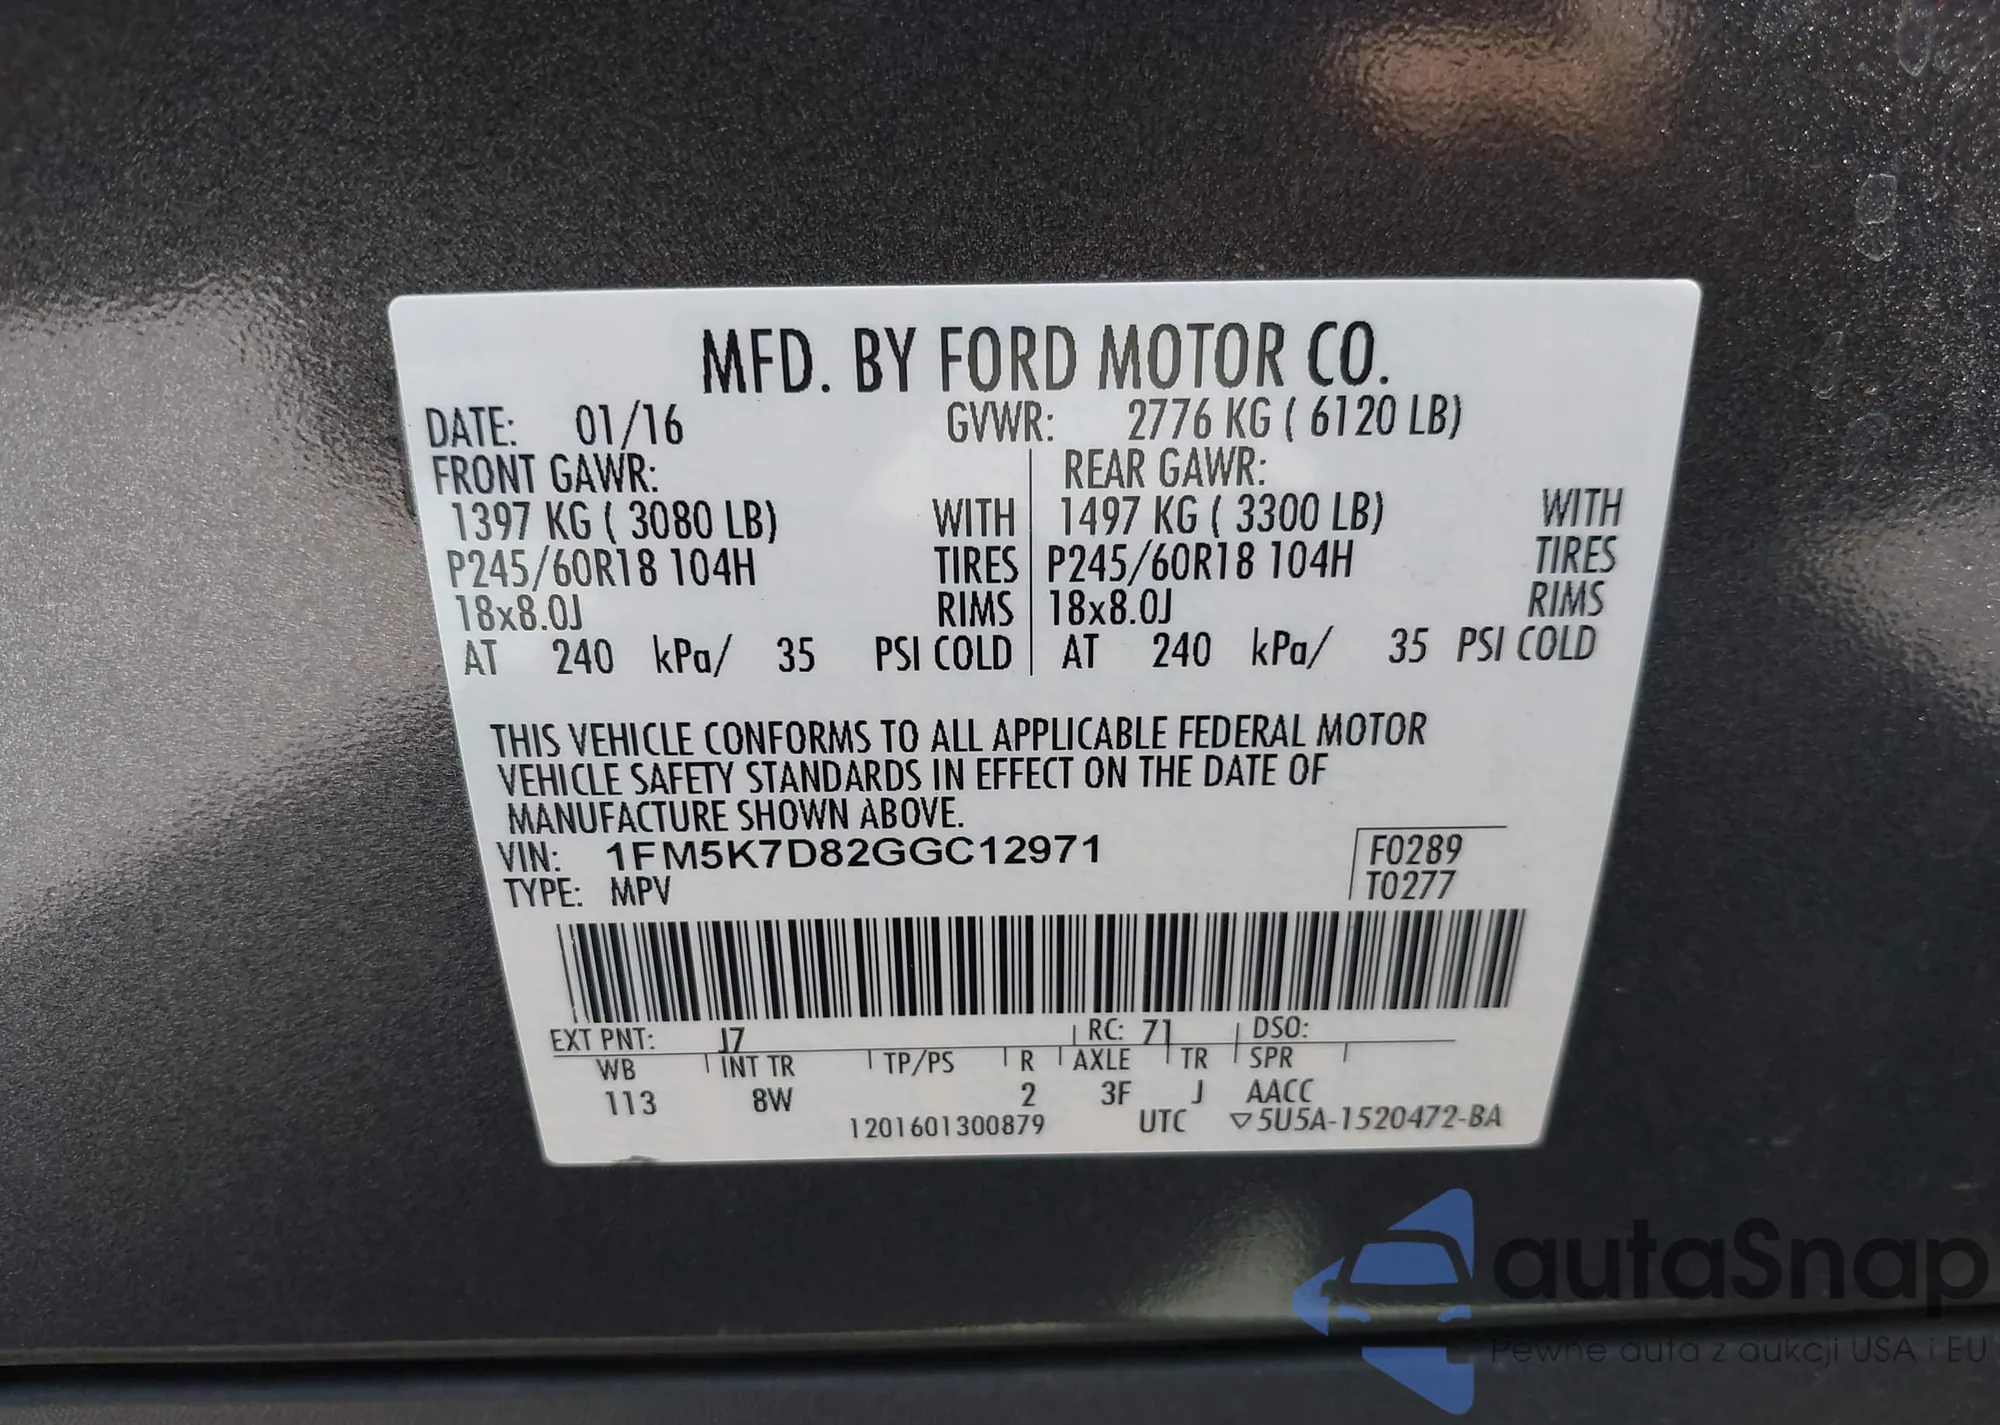 MFD. BY FORD MOTOR CO.
DATE: 01/16 GVWR: 2776 KG ( 6120 LB)
FRONT GAWR: REAR GAWR:
1397 KG ( 3080 LB) WITH 1497 KG ( 3300 LB) WITH
P245/60R18 104H TIRES P245/60R18 104H TIRES
18x8.0J RIMS 18x8.0J RIMS
AT 240 kPa/ 35 PSI COLD AT 240 kPa/ 35 PSI COLD
THIS VEHICLE CONFORMS TO ALL APPLICABLE FEDERAL MOTOR
VEHICLE SAFETY STANDARDS IN EFFECT ON THE DATE OF
MANUFACTURE SHOWN ABOVE.
VIN: 1FM5K7D82GGC12971 F0289
TYPE: MPV T0277
EXT PNT: J7 RC: 71 DSO:
WB INT TR TP/PS R AXLE TR SPR
113 8W 2 3F J AACC
1201601300879 UTC ▽5U5A-1520472-BA
autaSnap
Pewne auta z aukcji USA i EU